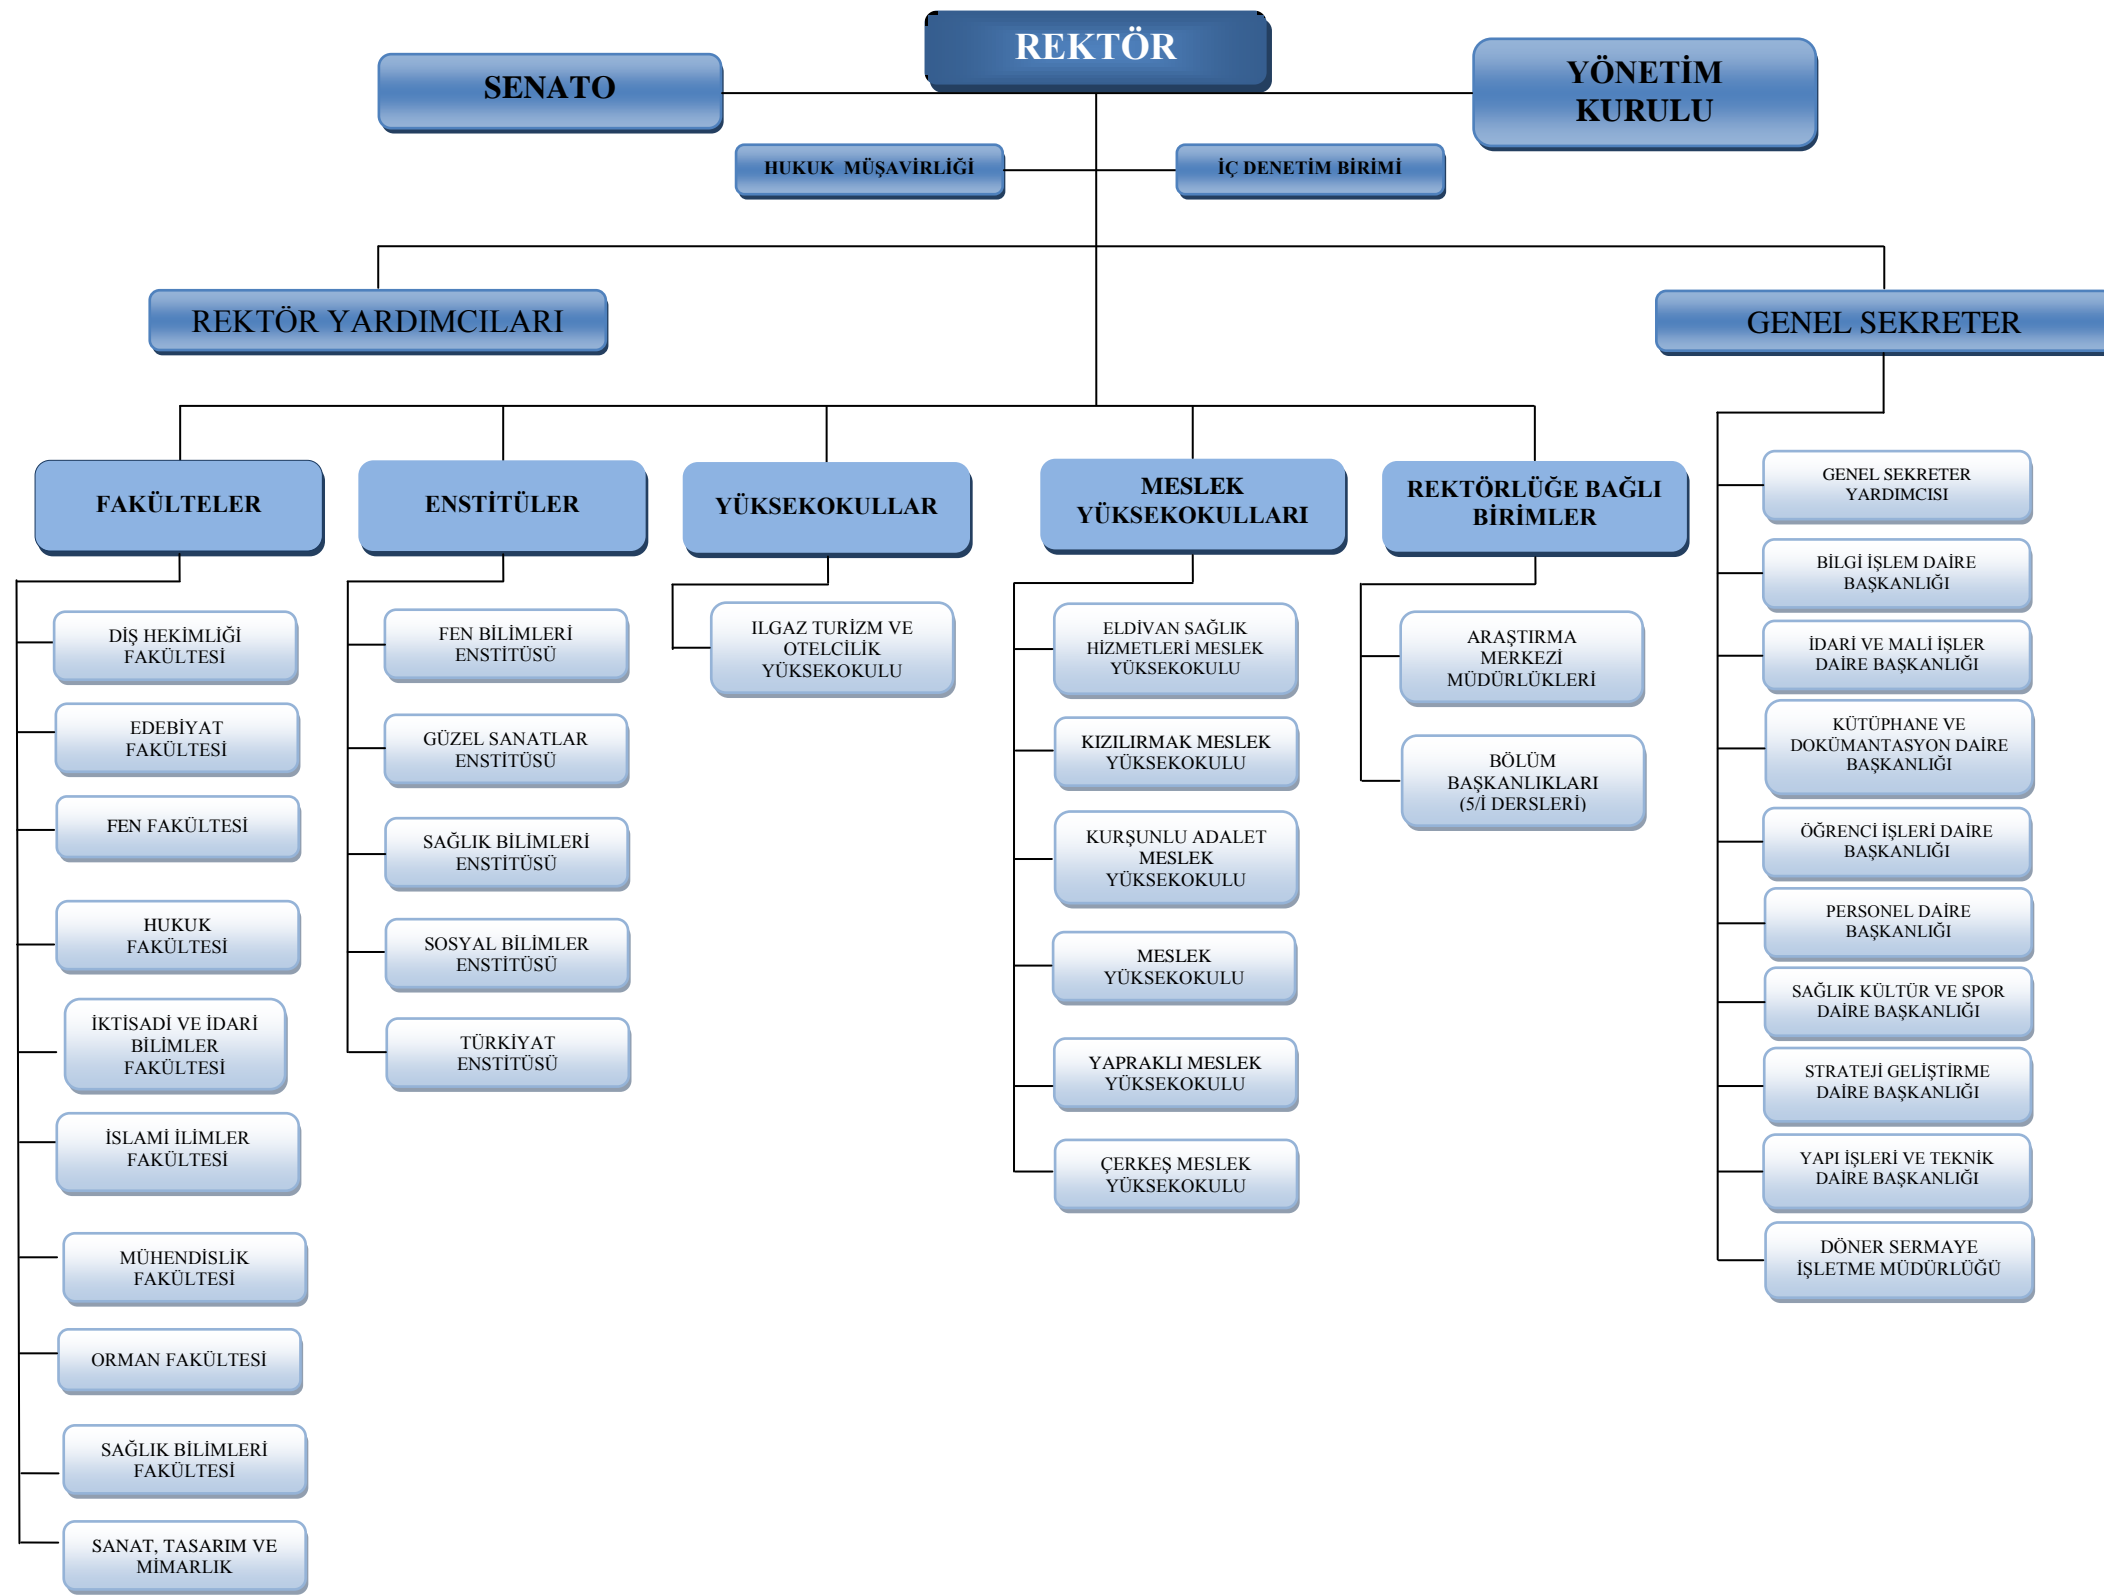 REKTÖR
SENATO
YÖNETİM
KURULU
HUKUK  MÜŞAVİRLİĞİ
İÇ DENETİM BİRİMİ
REKTÖR YARDIMCILARI
GENEL SEKRETER
FAKÜLTELER
ENSTİTÜLER
YÜKSEKOKULLAR
MESLEK
YÜKSEKOKULLARI
REKTÖRLÜĞE BAĞLI
BİRİMLER
DİŞ HEKİMLİĞİ
FAKÜLTESİ
EDEBİYAT
FAKÜLTESİ
FEN FAKÜLTESİ
HUKUK
FAKÜLTESİ
İKTİSADİ VE İDARİ
BİLİMLER
FAKÜLTESİ
İSLAMİ İLİMLER
FAKÜLTESİ
MÜHENDİSLİK
FAKÜLTESİ
ORMAN FAKÜLTESİ
SAĞLIK BİLİMLERİ
FAKÜLTESİ
SANAT, TASARIM VE
MİMARLIK
FEN BİLİMLERİ
ENSTİTÜSÜ
GÜZEL SANATLAR
ENSTİTÜSÜ
SAĞLIK BİLİMLERİ
ENSTİTÜSÜ
SOSYAL BİLİMLER
ENSTİTÜSÜ
TÜRKİYAT
ENSTİTÜSÜ
ILGAZ TURİZM VE
OTELCİLİK
YÜKSEKOKULU
ELDİVAN SAĞLIK
HİZMETLERİ MESLEK
YÜKSEKOKULU
KIZILIRMAK MESLEK
YÜKSEKOKULU
KURŞUNLU ADALET
MESLEK
YÜKSEKOKULU
MESLEK
YÜKSEKOKULU
YAPRAKLI MESLEK
YÜKSEKOKULU
ÇERKEŞ MESLEK
YÜKSEKOKULU
ARAŞTIRMA
MERKEZİ
MÜDÜRLÜKLERİ
BÖLÜM
BAŞKANLIKLARI
(5/İ DERSLERİ)
GENEL SEKRETER
YARDIMCISI
BİLGİ İŞLEM DAİRE
BAŞKANLIĞI
İDARİ VE MALİ İŞLER
DAİRE BAŞKANLIĞI
KÜTÜPHANE VE
DOKÜMANTASYON DAİRE
BAŞKANLIĞI
ÖĞRENCİ İŞLERİ DAİRE
BAŞKANLIĞI
PERSONEL DAİRE
BAŞKANLIĞI
SAĞLIK KÜLTÜR VE SPOR
DAİRE BAŞKANLIĞI
STRATEJİ GELİŞTİRME
DAİRE BAŞKANLIĞI
YAPI İŞLERİ VE TEKNİK
DAİRE BAŞKANLIĞI
DÖNER SERMAYE
İŞLETME MÜDÜRLÜĞÜ